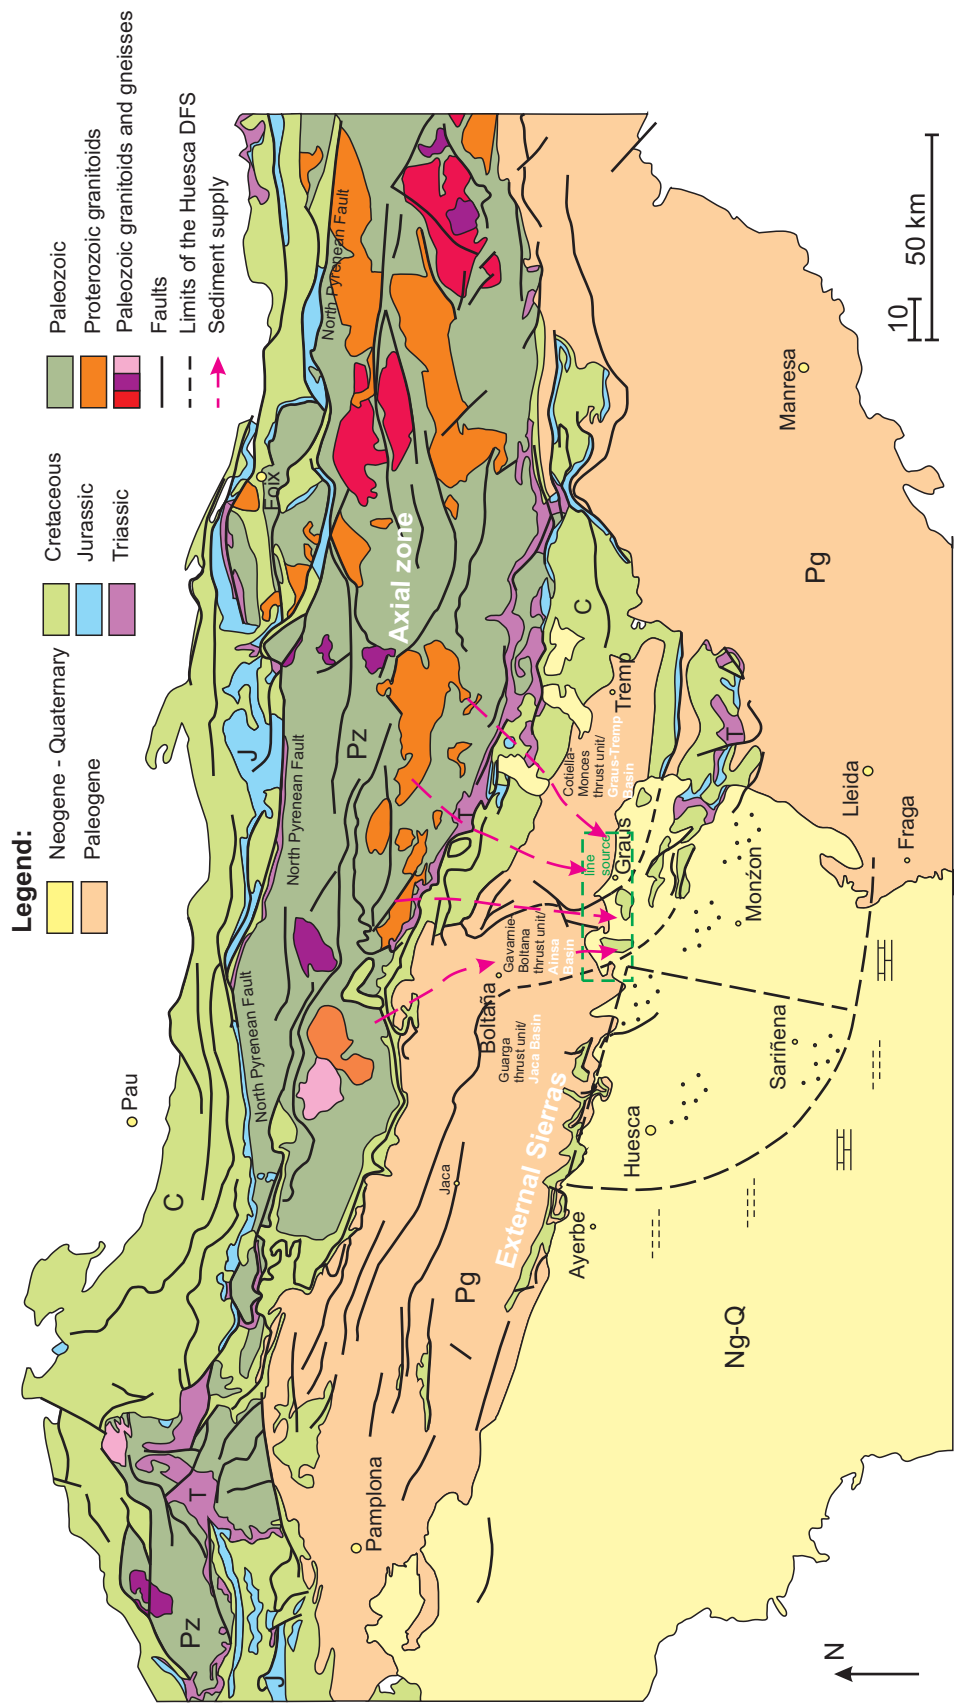 Legend:
Neogene - Quaternary
Paleogene
Cretaceous
Jurassic
Triassic
Paleozoic
Proterozoic granitoids
Paleozoic granitoids and gneisses
Faults
Limits of the Huesca DFS
Sediment supply
Pau
C
J
Foix
North Pyrenean Fault
North Pyrenean Fault
North Pyrenean Fault
Pz
T
Pz
J
Axial zone
Pamplona
Jaca
Pg
External Sierras
Boltaña
Guarga
thrust unit/
Jaca Basin
Gavarnie-
Boltana
thrust unit/
Ainsa
Basin
T
Cotiella-
Monces
thrust unit/
Graus-Tremp
Basin
line
source
Graus
Tremp
C
T
Ayerbe
Huesca
Sariñena
Monźon
Lleida
Fraga
Manresa
Pg
Ng-Q
N
10
50 km